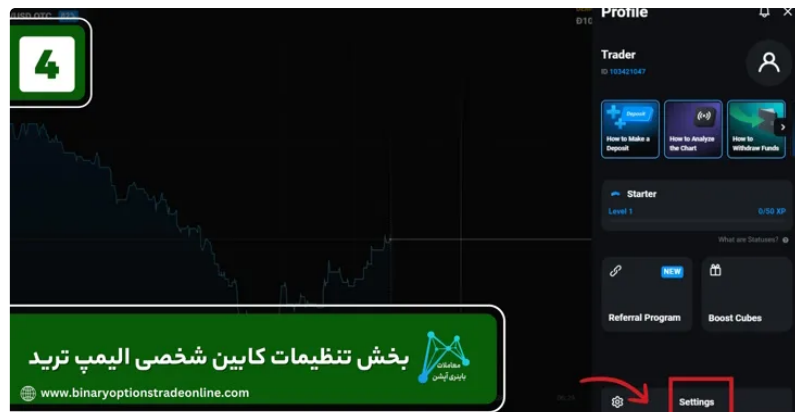 4
Profile
Trader
ID 103421047
Deposit
How to Make a
Deposit
How to Analyze
the Chart
How to
Withdraw Funds
Starter
Level 1
0/50 XP
What are Statuses?
NEW
Referral Program
Boost Cubes
Settings
بخش تنظیمات کابین شخصی الیمپ ترید
معاملات
باینری آپشن
www.binaryoptionstradeonline.com